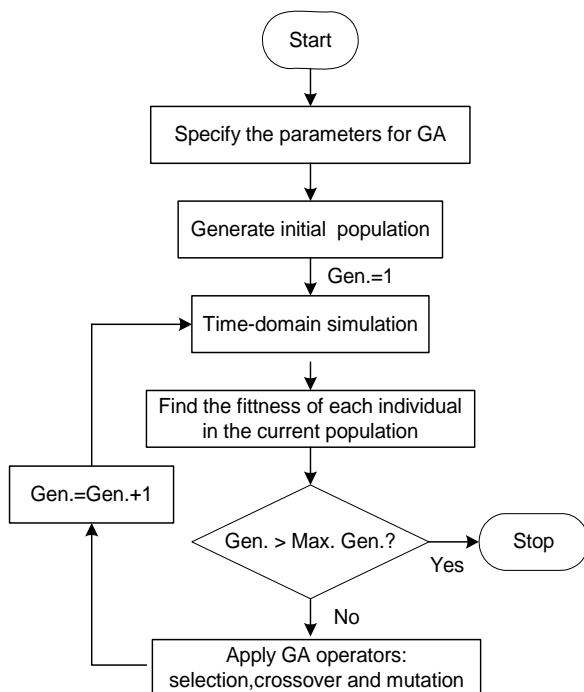 Start
Specify the parameters for GA
Generate initial population
Gen.=1
Time-domain simulation
Find the fittness of each individual
in the current population
Gen.=Gen.+1
Gen. > Max. Gen.?
Stop
Yes
No
Apply GA operators:
selection,crossover and mutation